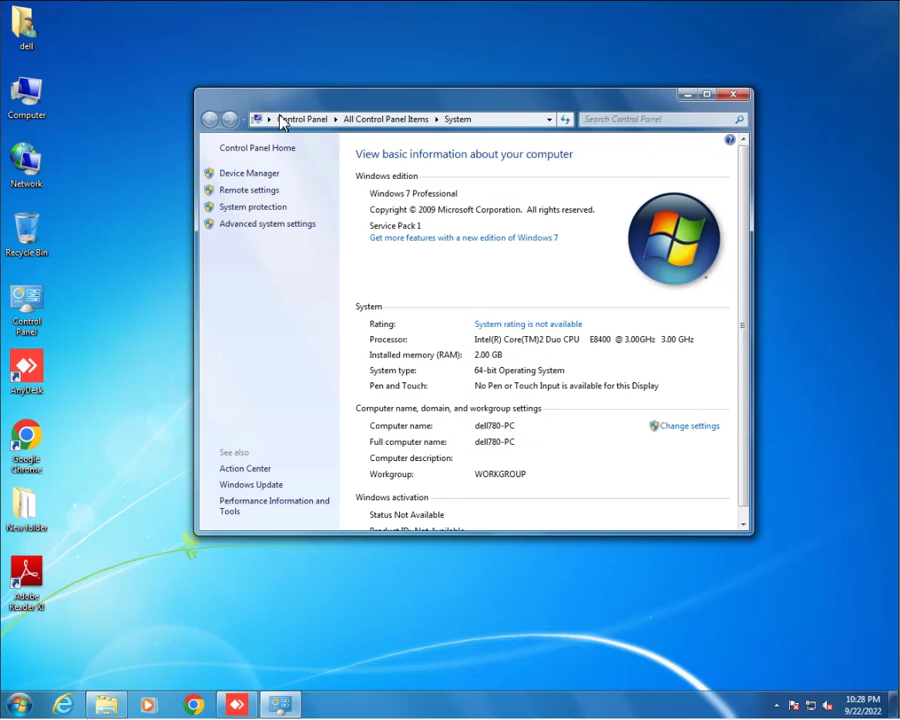 dell
Computer
Network
Recycle Bin
Control
Panel
AnyDesk
Google
Chrome
New folder
Adobe
Reader XI
Control Panel
All Control Panel Items
System
Search Control Panel
Control Panel Home
Device Manager
Remote settings
System protection
Advanced system settings
See also
Action Center
Windows Update
Performance Information and
Tools
View basic information about your computer
Windows edition
Windows 7 Professional
Copyright © 2009 Microsoft Corporation. All rights reserved.
Service Pack 1
Get more features with a new edition of Windows 7
System
Rating: System rating is not available
Processor: Intel(R) Core(TM)2 Duo CPU E8400 @ 3.00GHz 3.00 GHz
Installed memory (RAM): 2.00 GB
System type: 64-bit Operating System
Pen and Touch: No Pen or Touch Input is available for this Display
Computer name, domain, and workgroup settings
Computer name: dell780-PC
Change settings
Full computer name: dell780-PC
Computer description:
Workgroup: WORKGROUP
Windows activation
Status Not Available
Product ID: Not Available
10:28 PM
9/22/2022